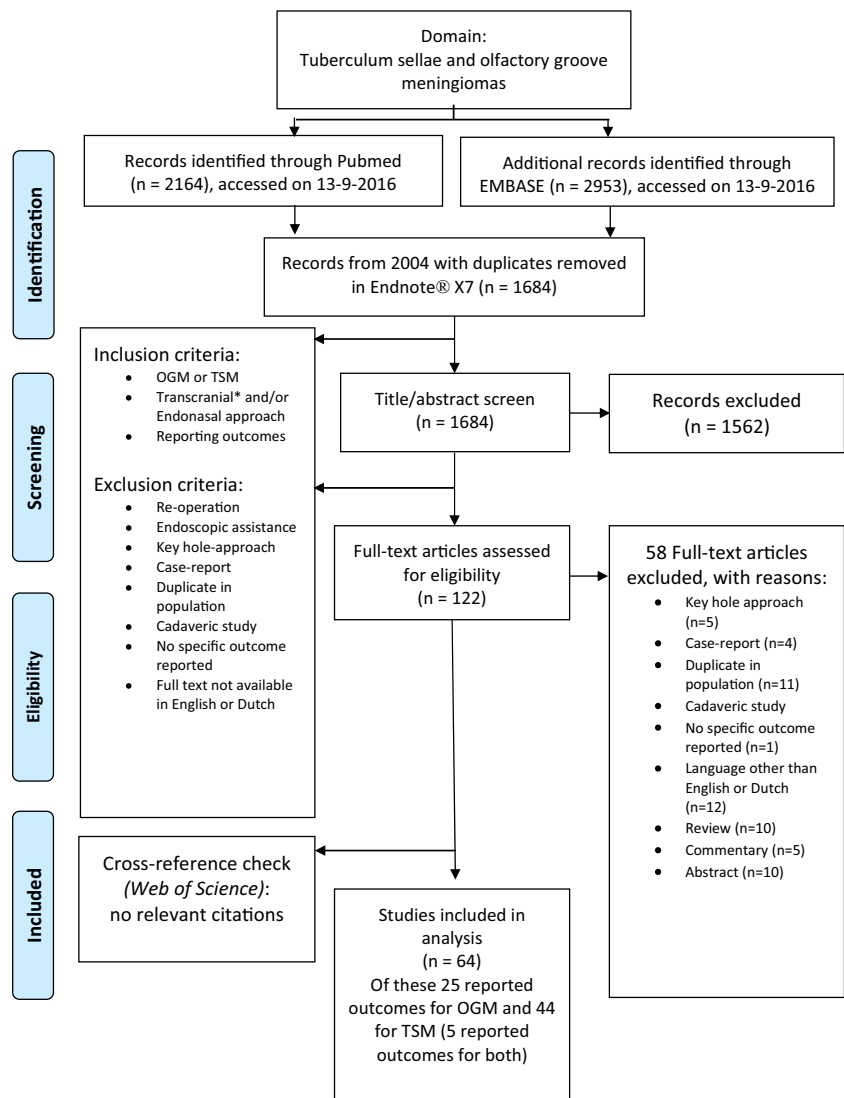 Domain:
Tuberculum sellae and olfactory groove
meningiomas
Identification
Records identified through Pubmed
(n = 2164), accessed on 13-9-2016
Additional records identified through
EMBASE (n = 2953), accessed on 13-9-2016
Records from 2004 with duplicates removed
in Endnote® X7 (n = 1684)
Inclusion criteria:
• OGM or TSM
• Transcranial* and/or
Endonasal approach
• Reporting outcomes
Exclusion criteria:
• Re-operation
• Endoscopic assistance
• Key hole-approach
• Case-report
• Duplicate in
population
• Cadaveric study
• No specific outcome
reported
• Full text not available
in English or Dutch
Screening
Title/abstract screen
(n = 1684)
Records excluded
(n = 1562)
Full-text articles assessed
for eligibility
(n = 122)
58 Full-text articles
excluded, with reasons:
• Key hole approach
(n=5)
• Case-report (n=4)
• Duplicate in
population (n=11)
• Cadaveric study
• No specific outcome
reported (n=1)
• Language other than
English or Dutch
(n=12)
• Review (n=10)
• Commentary (n=5)
• Abstract (n=10)
Eligibility
Included
Cross-reference check
(Web of Science):
no relevant citations
Studies included in
analysis
(n = 64)
Of these 25 reported
outcomes for OGM and 44
for TSM (5 reported
outcomes for both)